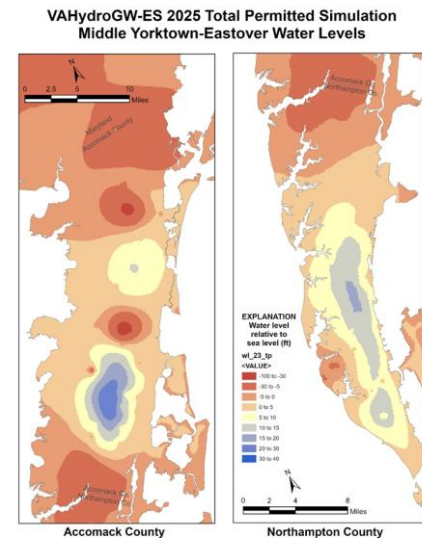 VAHydroGW-ES 2025 Total Permitted Simulation
Middle Yorktown-Eastover Water Levels
N
0 2.5 5 10
Miles
Maryland
Accomack County
Accomack Co.
Northampton Co.
Accomack County
Accomack Co.
Northampton Co.
EXPLANATION
Water level
relative to
sea level (ft)
wl_23_tp
<VALUE>
-100 to -30
-30 to -5
-5 to 0
0 to 5
5 to 10
10 to 15
15 to 20
20 to 30
30 to 40
N
0 2 4 8
Miles
Northampton County